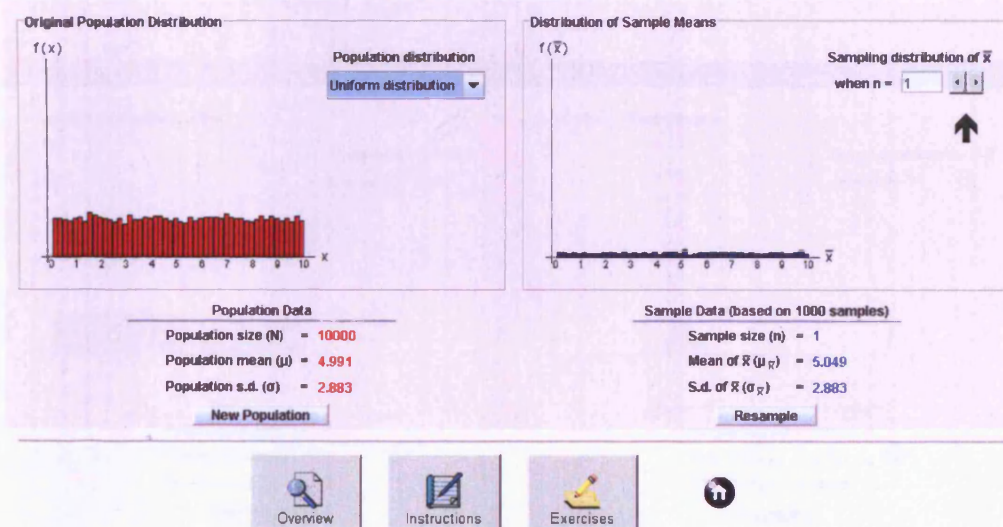 Original Population Distribution
f(x)
Population distribution
Uniform distribution
0 1 2 3 4 5 6 7 8 9 10 x
Population Data
Population size (N) = 10000
Population mean (μ) = 4.991
Population s.d. (σ) = 2.883
New Population
Distribution of Sample Means
f(x̅)
Sampling distribution of x̅
when n = 1
0 1 2 3 4 5 6 7 8 9 10 x̅
Sample Data (based on 1000 samples)
Sample size (n) = 1
Mean of x̅ (μx̅) = 5.049
S.d. of x̅ (σx̅) = 2.883
Resample
Overview
Instructions
Exercises